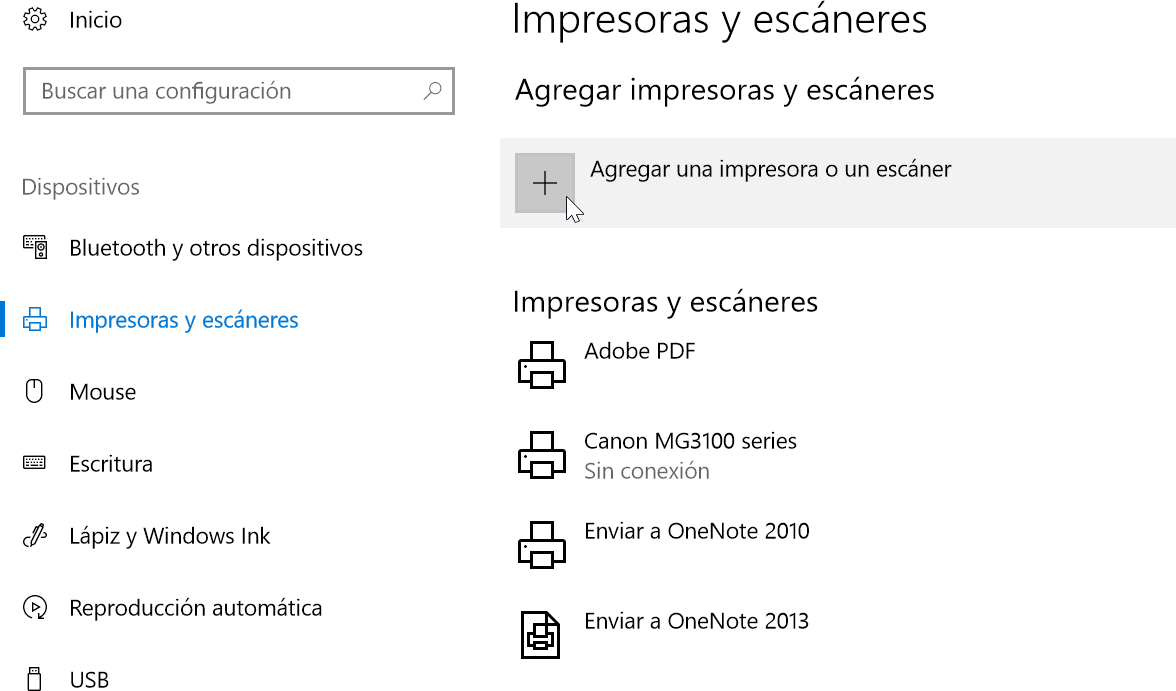 Inicio
Buscar una configuración
Dispositivos
Bluetooth y otros dispositivos
Impresoras y escáneres
Mouse
Escritura
Lápiz y Windows Ink
Reproducción automática
USB
Impresoras y escáneres
Agregar impresoras y escáneres
Agregar una impresora o un escáner
Impresoras y escáneres
Adobe PDF
Canon MG3100 series
Sin conexión
Enviar a OneNote 2010
Enviar a OneNote 2013